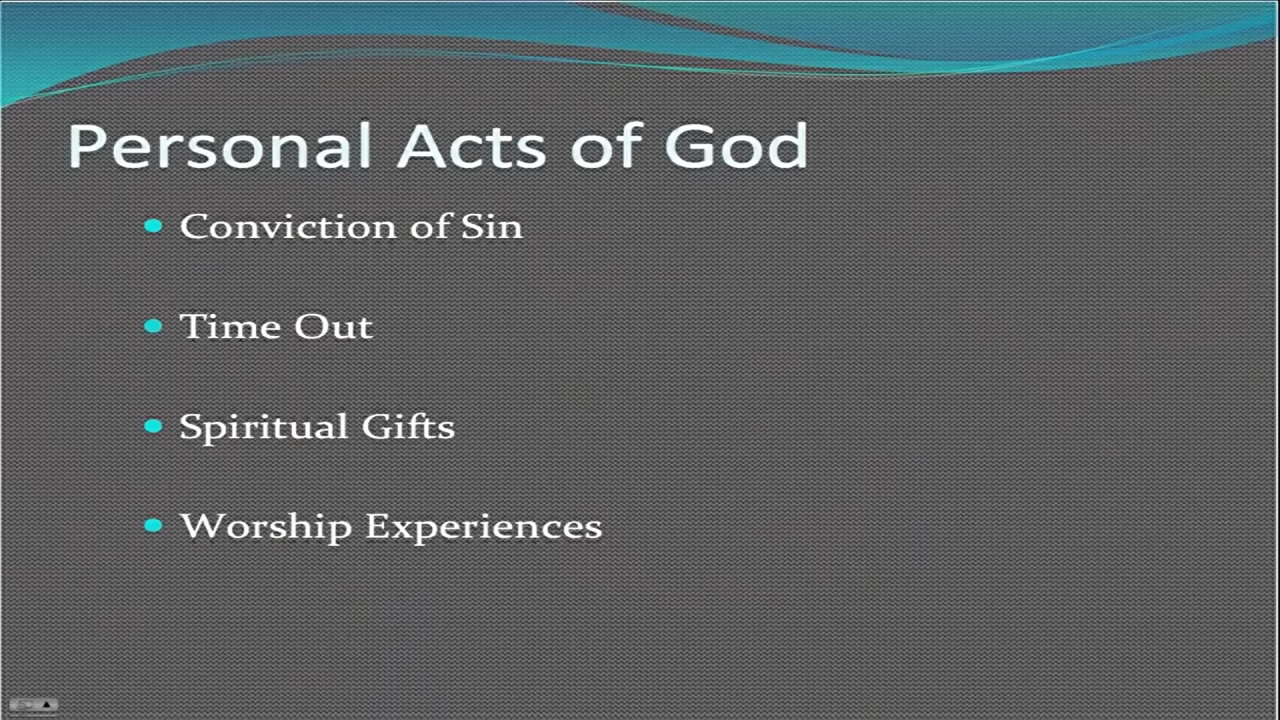 Personal Acts of God
Conviction of Sin
Time Out
Spiritual Gifts
Worship Experiences